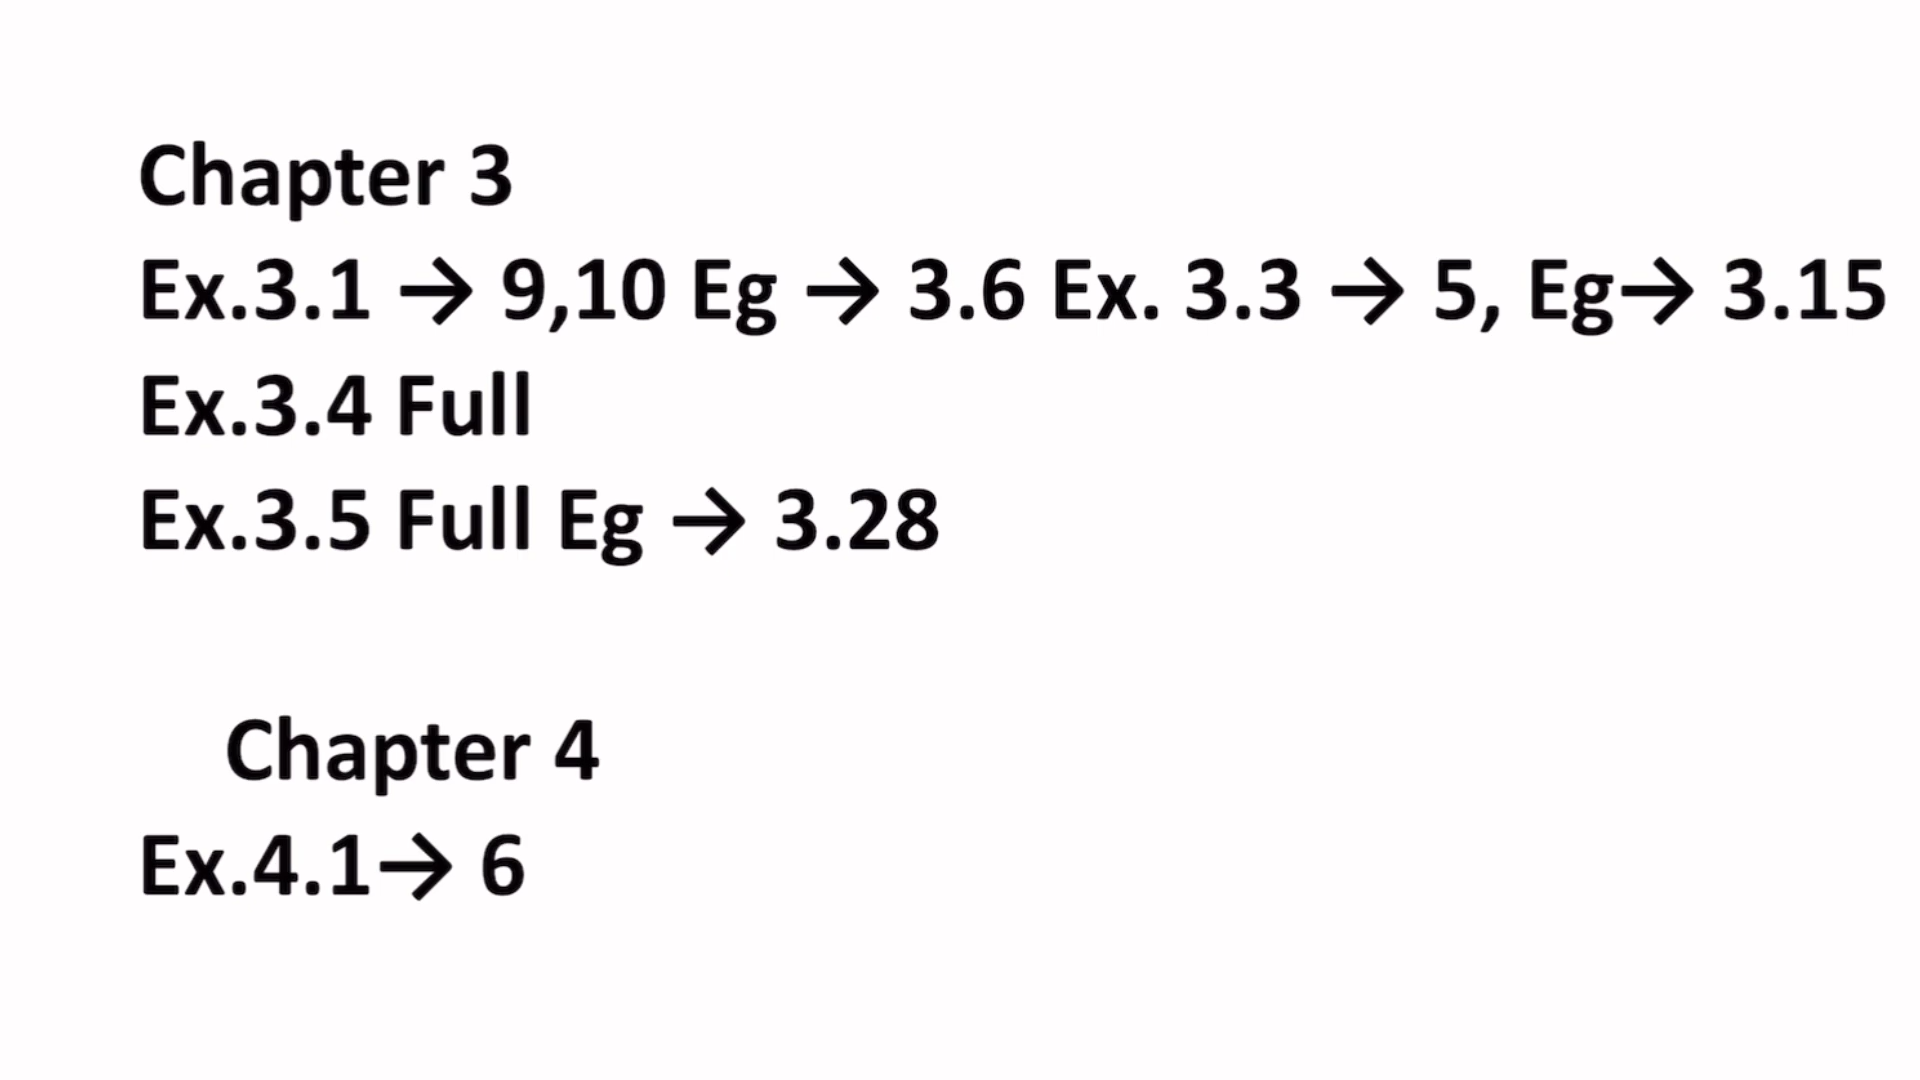 Chapter 3
Ex.3.1 → 9,10 Eg → 3.6 Ex. 3.3 → 5, Eg→ 3.15
Ex.3.4 Full
Ex.3.5 Full Eg → 3.28
Chapter 4
Ex.4.1→ 6